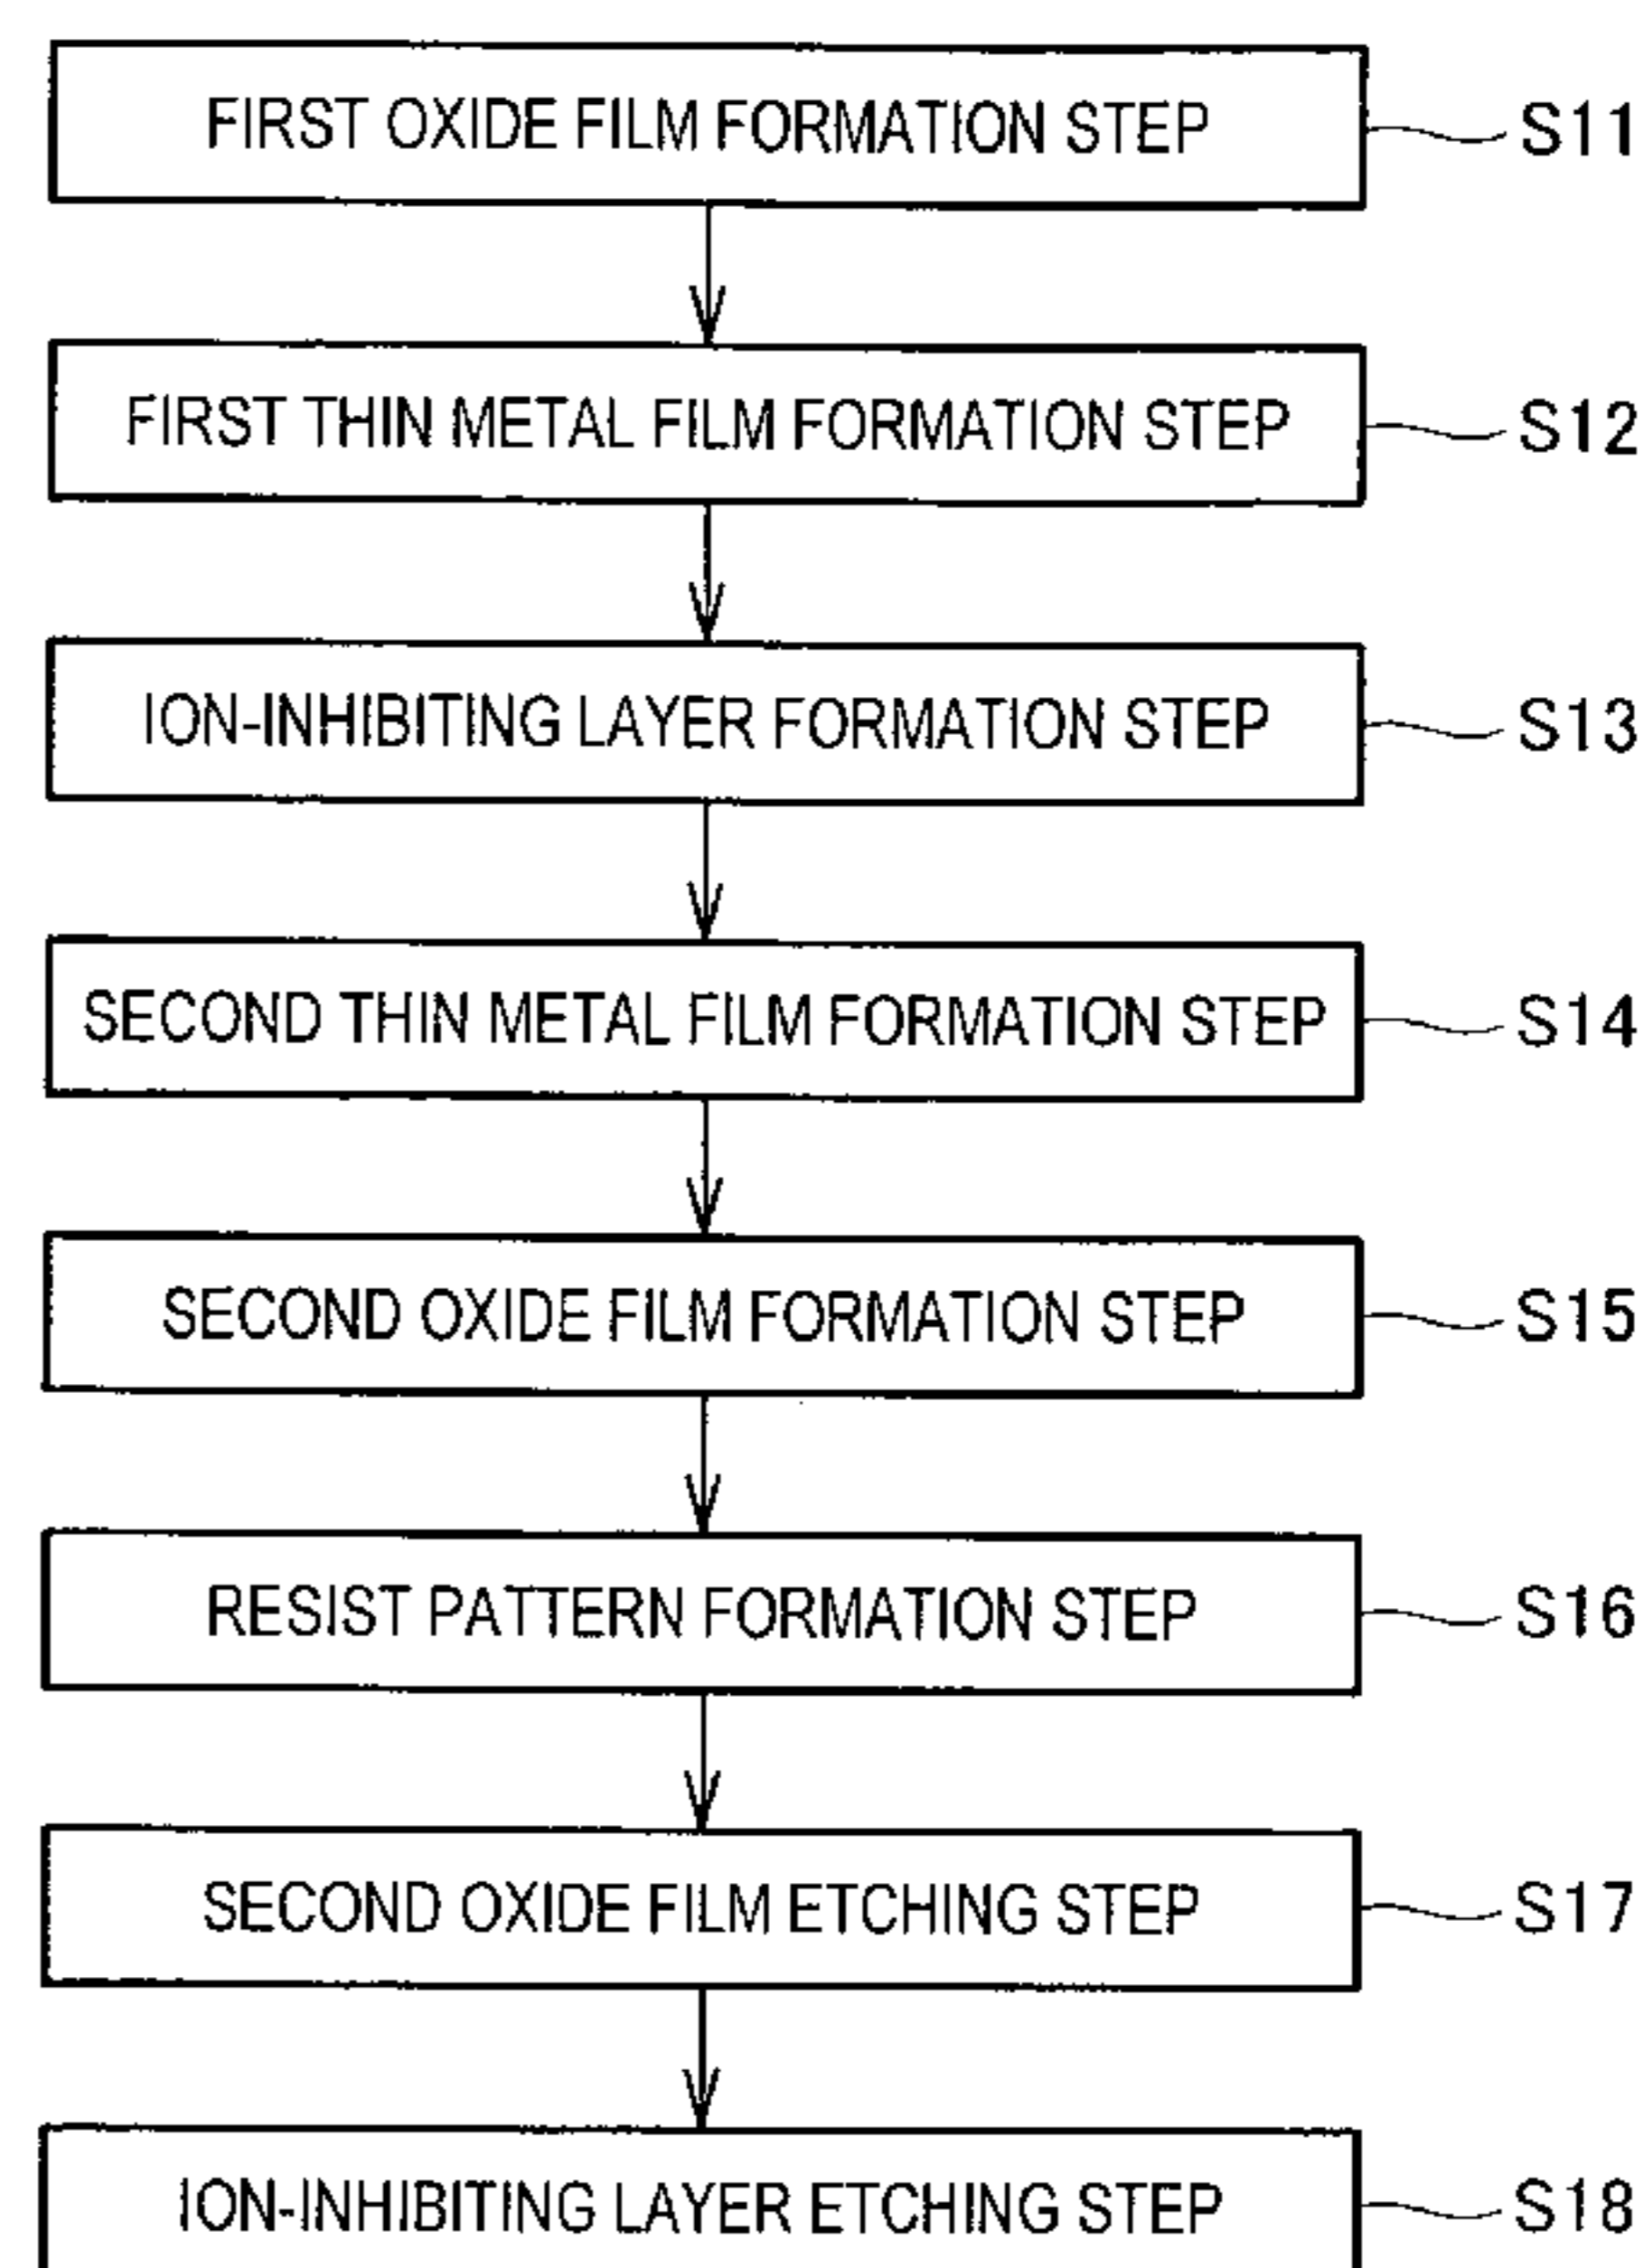 FIRST OXIDE FILM FORMATION STEP S11
FIRST THIN METAL FILM FORMATION STEP S12
ION-INHIBITING LAYER FORMATION STEP S13
SECOND THIN METAL FILM FORMATION STEP S14
SECOND OXIDE FILM FORMATION STEP S15
RESIST PATTERN FORMATION STEP S16
SECOND OXIDE FILM ETCHING STEP S17
ION-INHIBITING LAYER ETCHING STEP S18